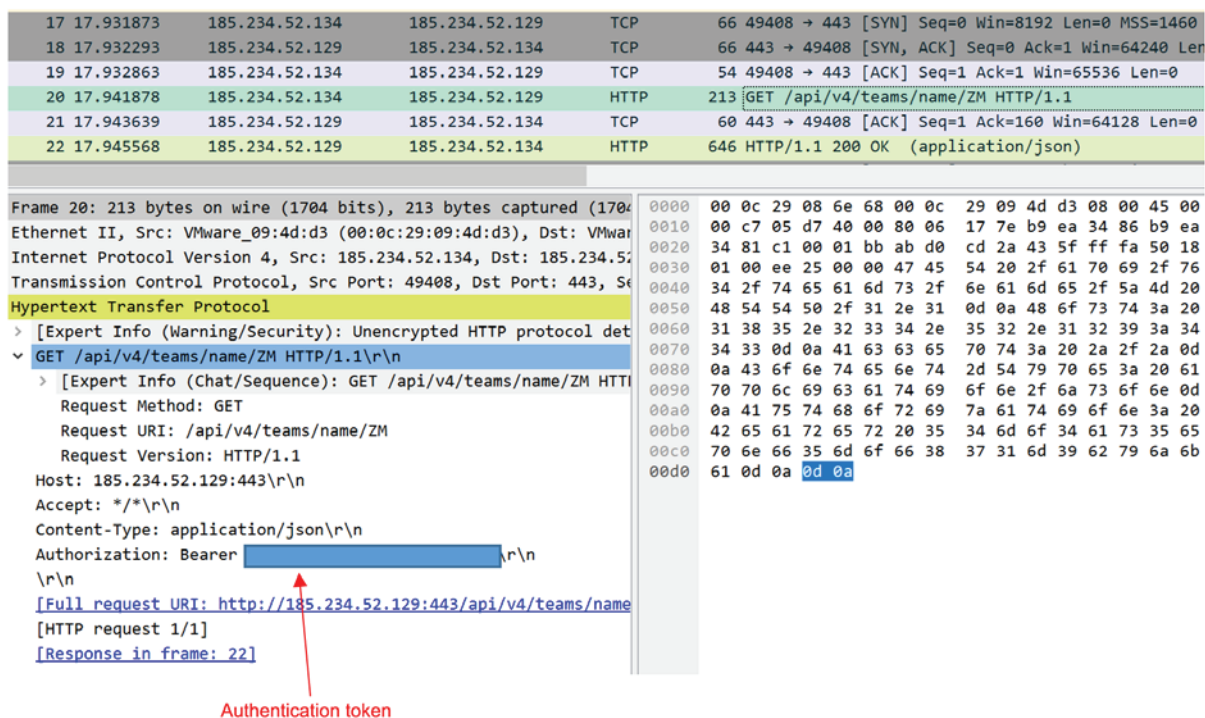 17 17.931873 185.234.52.134 185.234.52.129 TCP 66 49408 → 443 [SYN] Seq=0 Win=8192 Len=0 MSS=1460
18 17.932293 185.234.52.129 185.234.52.134 TCP 66 443 → 49408 [SYN, ACK] Seq=0 Ack=1 Win=64240 Len
19 17.932863 185.234.52.134 185.234.52.129 TCP 54 49408 → 443 [ACK] Seq=1 Ack=1 Win=65536 Len=0
20 17.941878 185.234.52.134 185.234.52.129 HTTP 213 GET /api/v4/teams/name/ZM HTTP/1.1
21 17.943639 185.234.52.129 185.234.52.134 TCP 60 443 → 49408 [ACK] Seq=1 Ack=160 Win=64128 Len=0
22 17.945568 185.234.52.129 185.234.52.134 HTTP 646 HTTP/1.1 200 OK (application/json)
Frame 20: 213 bytes on wire (1704 bits), 213 bytes captured (1704
Ethernet II, Src: VMware_09:4d:d3 (00:0c:29:09:4d:d3), Dst: VMwar
Internet Protocol Version 4, Src: 185.234.52.134, Dst: 185.234.52
Transmission Control Protocol, Src Port: 49408, Dst Port: 443, Se
Hypertext Transfer Protocol
[Expert Info (Warning/Security): Unencrypted HTTP protocol det
GET /api/v4/teams/name/ZM HTTP/1.1\r\n
[Expert Info (Chat/Sequence): GET /api/v4/teams/name/ZM HTT
Request Method: GET
Request URI: /api/v4/teams/name/ZM
Request Version: HTTP/1.1
Host: 185.234.52.129:443\r\n
Accept: */*\r\n
Content-Type: application/json\r\n
Authorization: Bearer \r\n
\r\n
[Full request URI: http://185.234.52.129:443/api/v4/teams/name
[HTTP request 1/1]
[Response in frame: 22]
Authentication token
0000 00 0c 29 08 6e 68 00 0c 29 09 4d d3 08 00 45 00
0010 00 c7 05 d7 40 00 80 06 17 7e b9 ea 34 86 b9 ea
0020 34 81 c1 00 01 bb ab d0 cd 2a 43 5f ff fa 50 18
0030 01 00 ee 25 00 00 47 45 54 20 2f 61 70 69 2f 76
0040 34 2f 74 65 61 6d 73 2f 6e 61 6d 65 2f 5a 4d 20
0050 48 54 54 50 2f 31 2e 31 0d 0a 48 6f 73 74 3a 20
0060 31 38 35 2e 32 33 34 2e 35 32 2e 31 32 39 3a 34
0070 34 33 0d 0a 41 63 63 65 70 74 3a 20 2a 2f 2a 0d
0080 0a 43 6f 6e 74 65 6e 74 2d 54 79 70 65 3a 20 61
0090 70 70 6c 69 63 61 74 69 6f 6e 2f 6a 73 6f 6e 0d
00a0 0a 41 75 74 68 6f 72 69 7a 61 74 69 6f 6e 3a 20
00b0 42 65 61 72 65 72 20 35 34 6d 6f 34 61 73 35 65
00c0 70 6e 66 35 6d 6f 66 38 37 31 6d 39 62 79 6a 6b
00d0 61 0d 0a 0d 0a